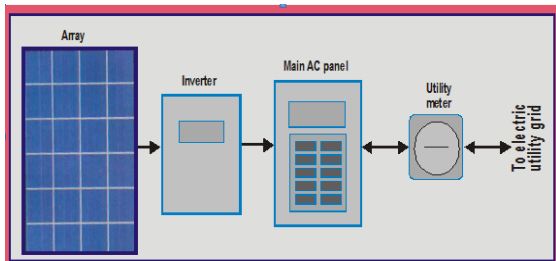 Array
Inverter
Main AC panel
Utility
meter
To electric
utility grid